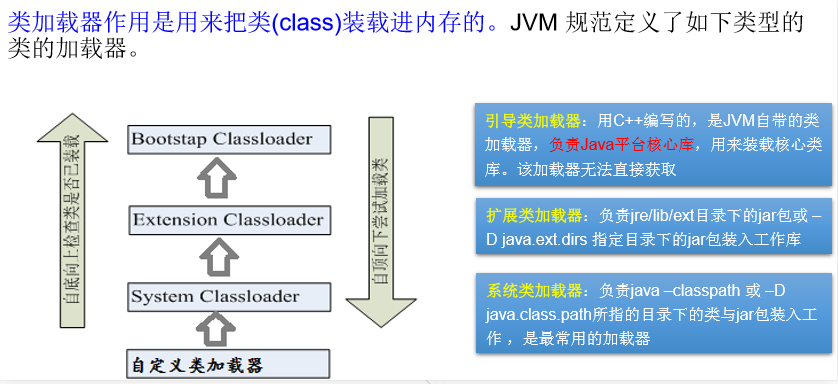 类加载器作用是用来把类(class)装载进内存的。JVM 规范定义了如下类型的
类的加载器。
自底向上检查类是否已装载
Bootstap Classloader
Extension Classloader
System Classloader
自定义类加载器
自顶向下尝试加载类
引导类加载器：用C++编写的，是JVM自带的类
加载器，负责Java平台核心库，用来装载核心类
库。该加载器无法直接获取
扩展类加载器：负责jre/lib/ext目录下的jar包或 –
D java.ext.dirs 指定目录下的jar包装入工作库
系统类加载器：负责java –classpath 或 –D
java.class.path所指的目录下的类与jar包装入工
作 ，是最常用的加载器